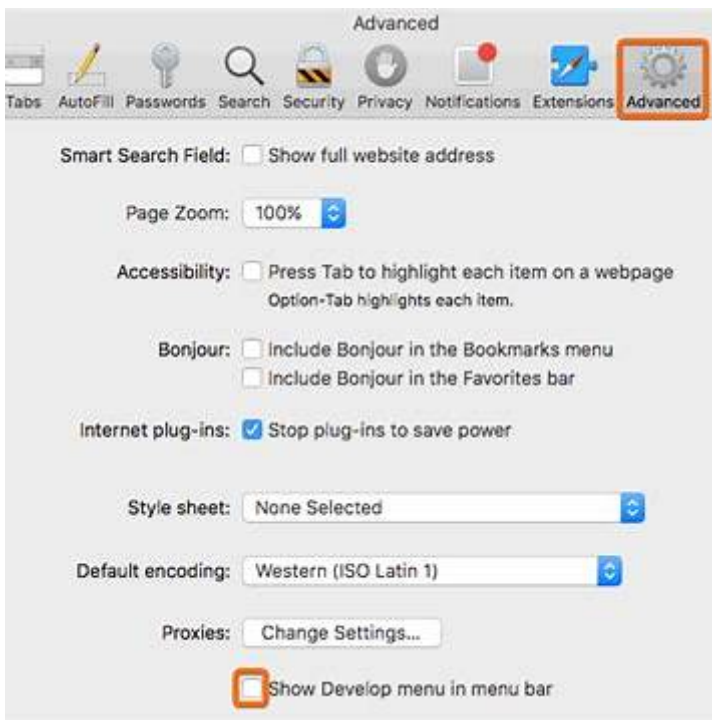 Advanced
Tabs AutoFill Passwords Search Security Privacy Notifications Extensions Advanced
Smart Search Field: Show full website address
Page Zoom: 100%
Accessibility: Press Tab to highlight each item on a webpage
Option-Tab highlights each item.
Bonjour: Include Bonjour in the Bookmarks menu
Include Bonjour in the Favorites bar
Internet plug-ins: Stop plug-ins to save power
Style sheet: None Selected
Default encoding: Western (ISO Latin 1)
Proxies: Change Settings...
Show Develop menu in menu bar